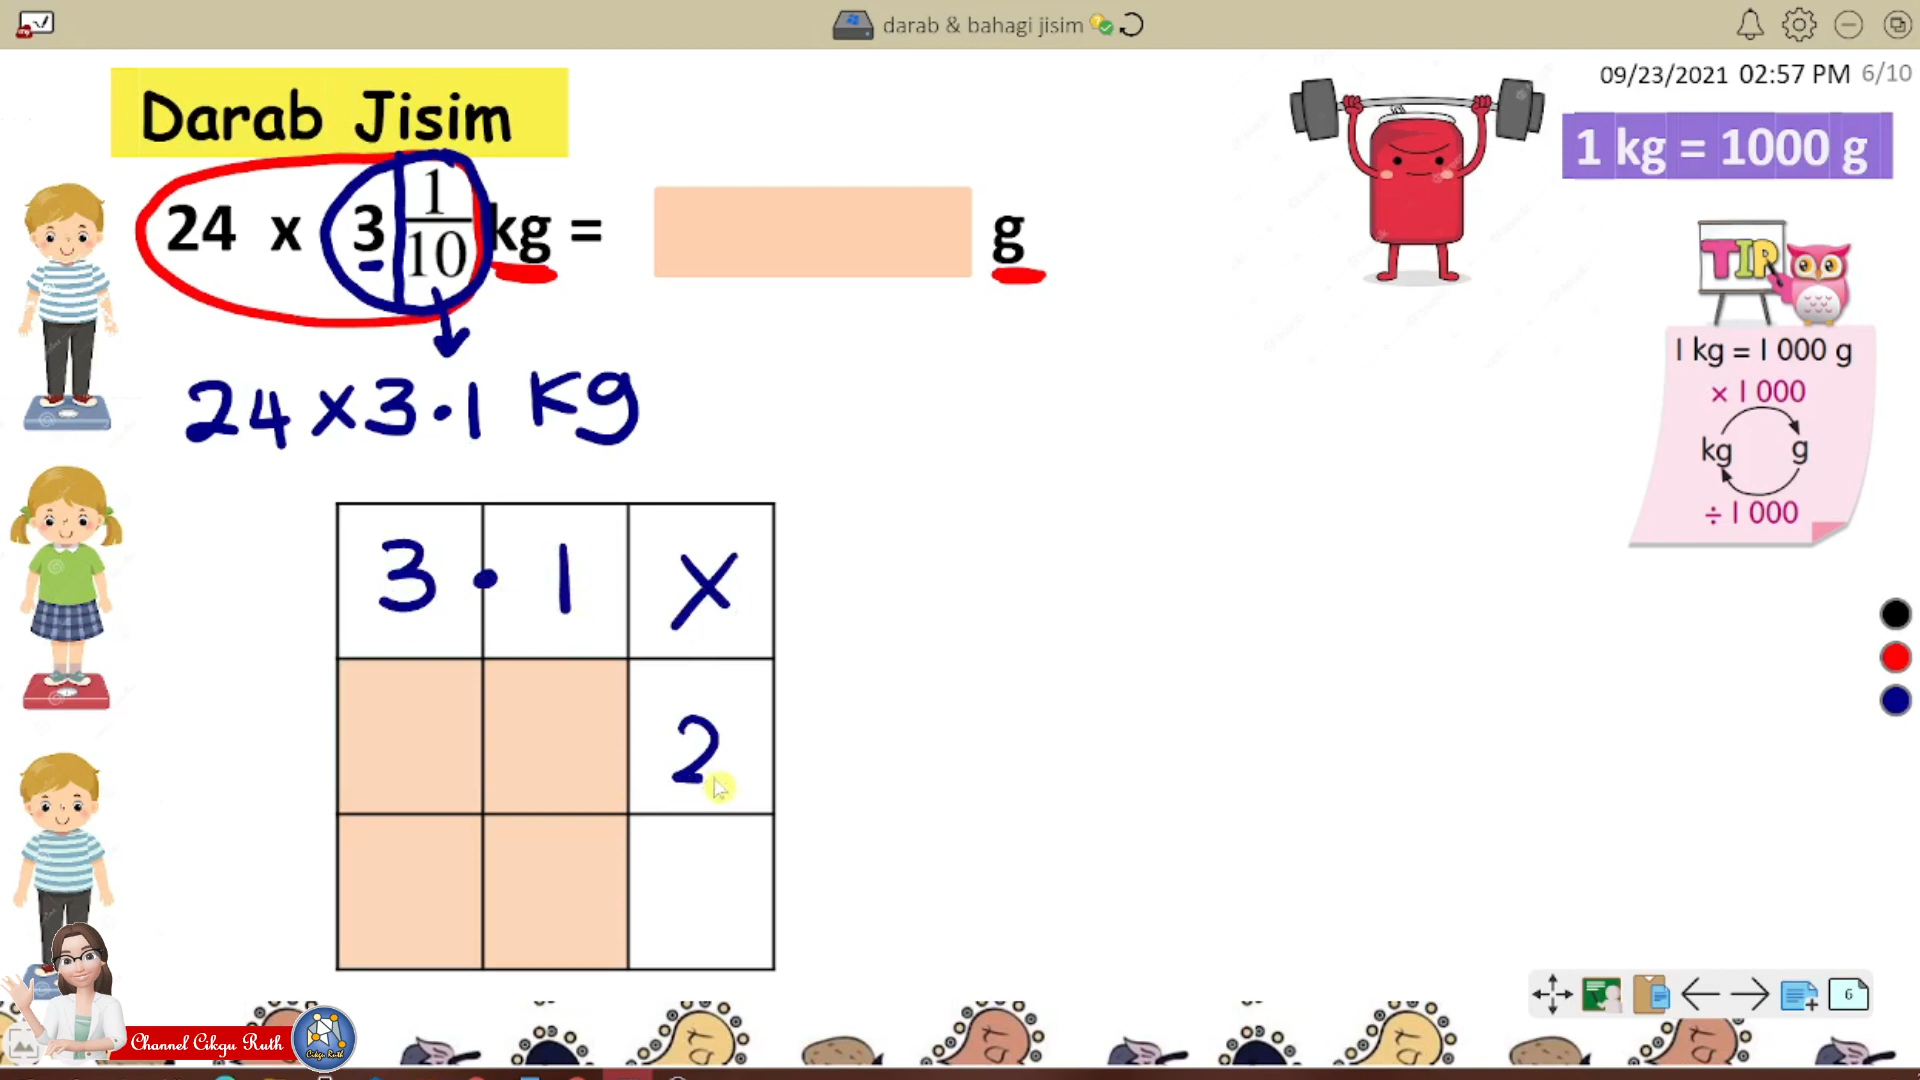 darab & bahagi jisim
09/23/2021 02:57 PM 6/10
Darab Jisim
1 kg = 1000 g
24 x 3 1/10 kg = g
TIP
1 kg = 1 000 g
× 1 000
kg g
÷ 1 000
24 x 3.1 kg
3 . 1 x
2
6
Channel Cikgu Ruth
Cikgu Ruth